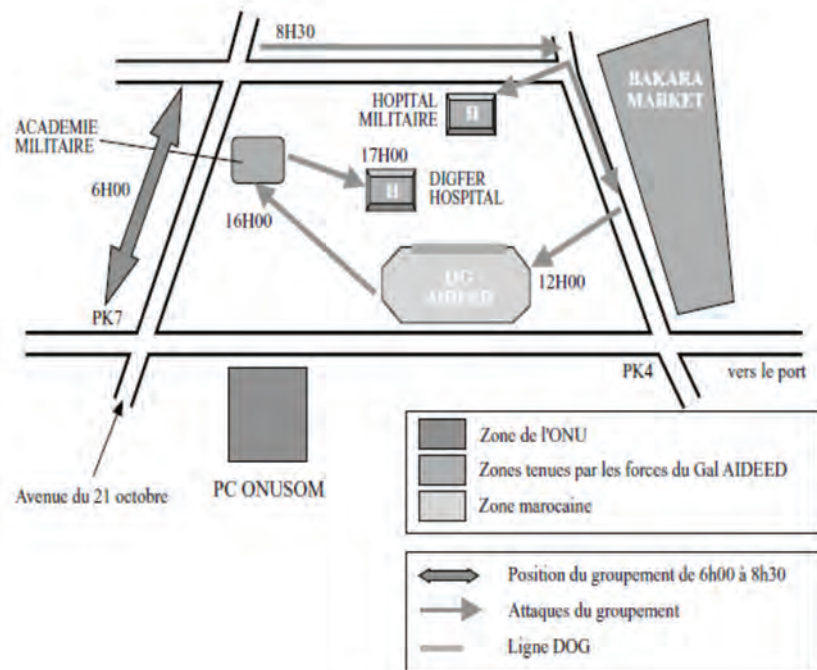 8H30
BAKARA
MARKET
HOPITAL
MILITAIRE
H
ACADEMIE
MILITAIRE
17H00
6H00
H
DIGFER
HOSPITAL
16H00
AIDEED
12H00
PK7
PK4
vers le port
Avenue du 21 octobre
PC ONUSOM
Zone de l'ONU
Zones tenues par les forces du Gal AIDEED
Zone marocaine
Position du groupement de 6h00 à 8h30
Attaques du groupement
Ligne DOG